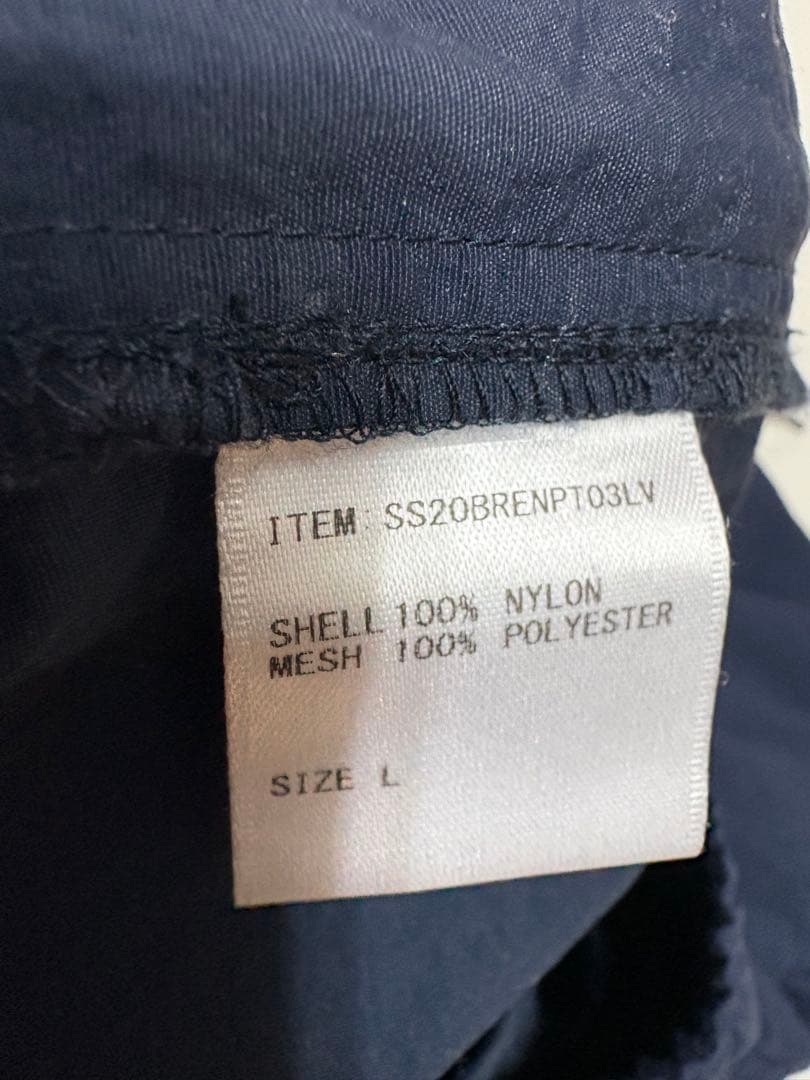 ITEM: SS20BRENPT03LV
SHELL 100% NYLON
MESH 100% POLYESTER
SIZE L